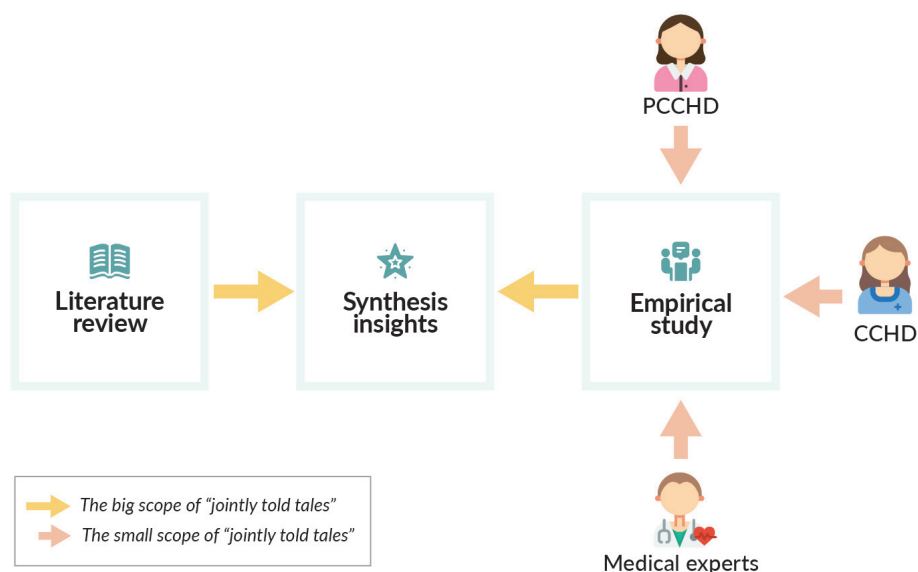 PCCHD
Literature
review
Synthesis
insights
Empirical
study
CCHD
The big scope of “jointly told tales”
The small scope of “jointly told tales”
Medical experts